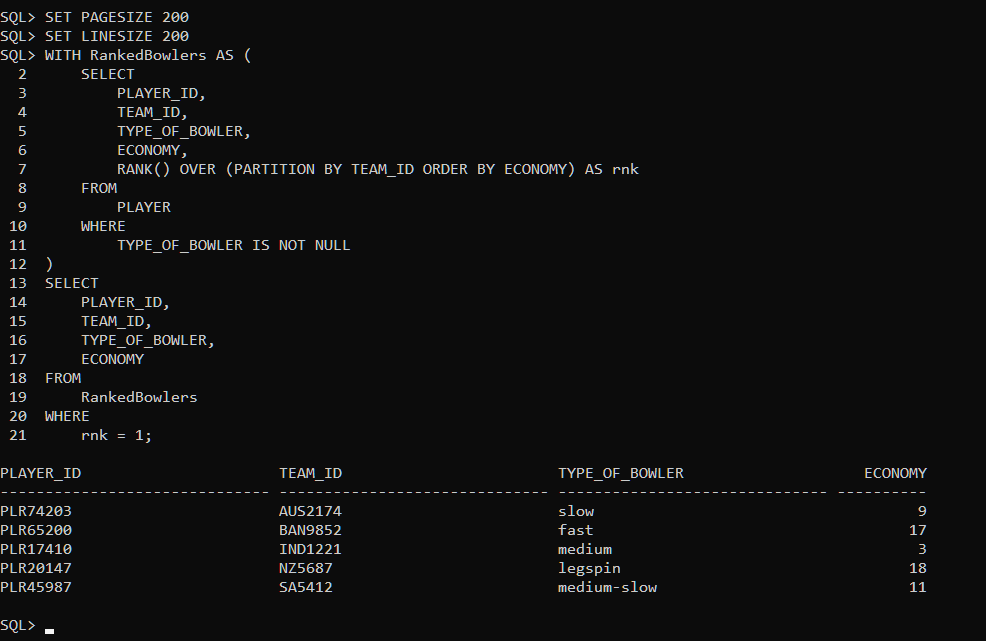 SQL> SET PAGESIZE 200
SQL> SET LINESIZE 200
SQL> WITH RankedBowlers AS (
  2      SELECT
  3          PLAYER_ID,
  4          TEAM_ID,
  5          TYPE_OF_BOWLER,
  6          ECONOMY,
  7          RANK() OVER (PARTITION BY TEAM_ID ORDER BY ECONOMY) AS rnk
  8      FROM
  9          PLAYER
 10      WHERE
 11          TYPE_OF_BOWLER IS NOT NULL
 12  )
 13  SELECT
 14      PLAYER_ID,
 15      TEAM_ID,
 16      TYPE_OF_BOWLER,
 17      ECONOMY
 18  FROM
 19      RankedBowlers
 20  WHERE
 21      rnk = 1;

PLAYER_ID                      TEAM_ID                        TYPE_OF_BOWLER                    ECONOMY
------------------------------ ------------------------------ ------------------------------ ----------
PLR74203                       AUS2174                        slow                                    9
PLR65200                       BAN9852                        fast                                   17
PLR17410                       IND1221                        medium                                  3
PLR20147                       NZ5687                         legspin                                18
PLR45987                       SA5412                         medium-slow                            11

SQL>